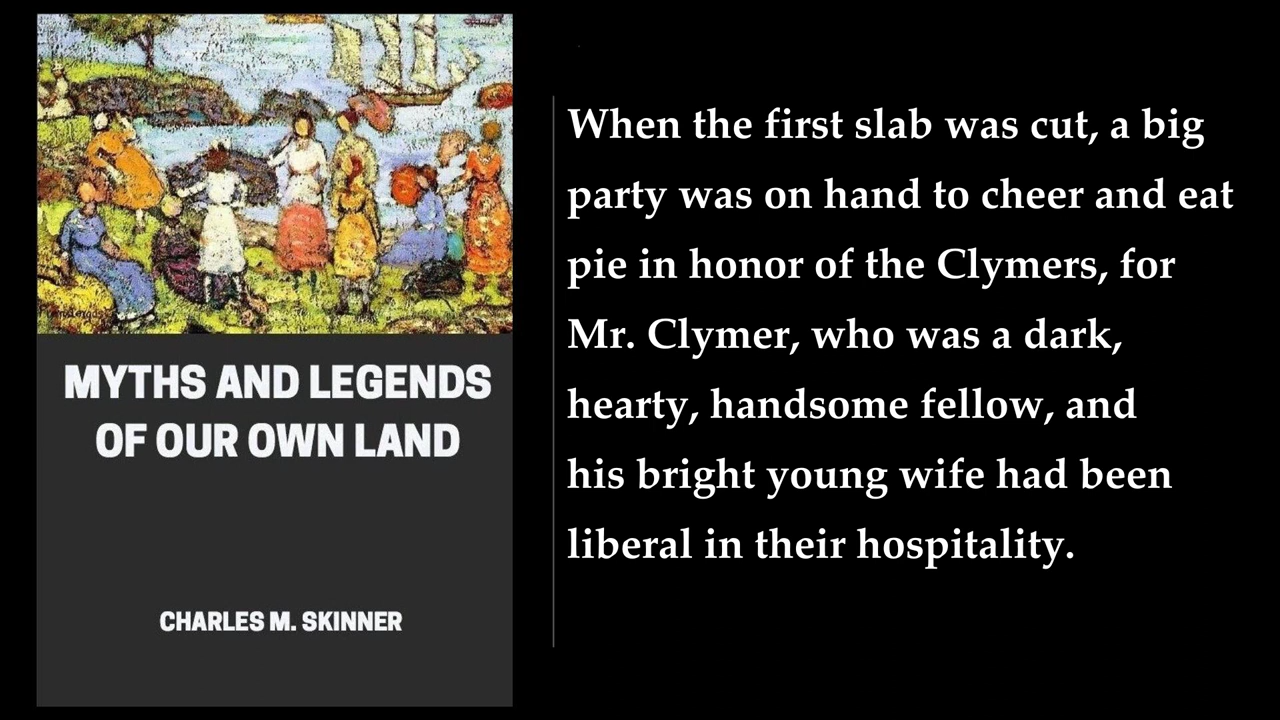 MYTHS AND LEGENDS
OF OUR OWN LAND
CHARLES M. SKINNER
When the first slab was cut, a big
party was on hand to cheer and eat
pie in honor of the Clymers, for
Mr. Clymer, who was a dark,
hearty, handsome fellow, and
his bright young wife had been
liberal in their hospitality.